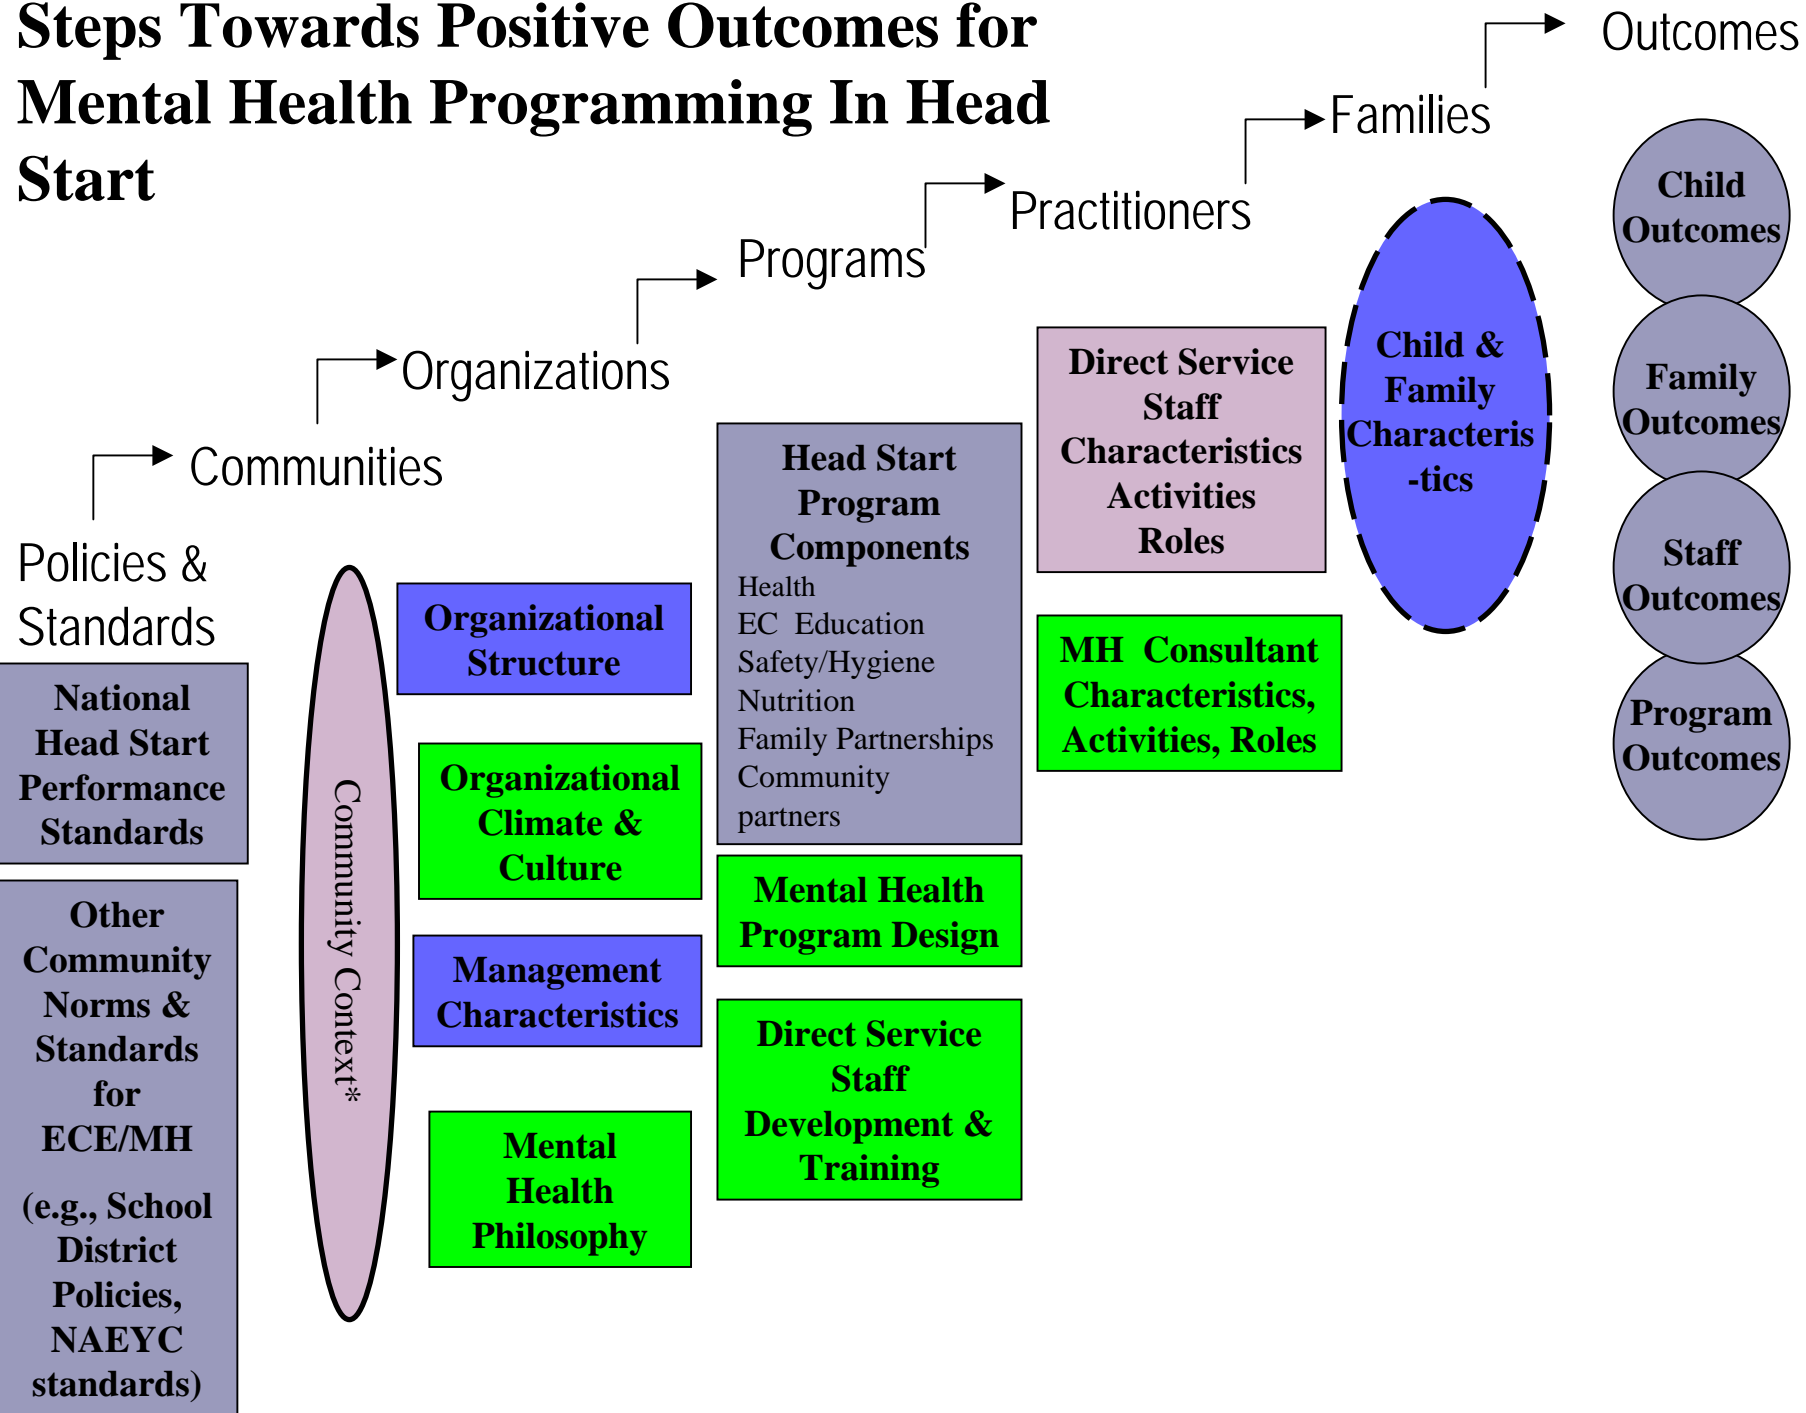 Steps Towards Positive Outcomes for
Mental Health Programming In Head
Start
Outcomes
Families
Practitioners
Programs
Organizations
Communities
Policies &
Standards
National
Head Start
Performance
Standards
Other
Community
Norms &
Standards
for
ECE/MH
(e.g., School
District
Policies,
NAEYC
standards)
Community Context*
Organizational
Structure
Organizational
Climate &
Culture
Management
Characteristics
Mental
Health
Philosophy
Head Start
Program
Components
Health
EC  Education
Safety/Hygiene
Nutrition
Family Partnerships
Community
partners
Mental Health
Program Design
Direct Service
Staff
Development &
Training
Direct Service
Staff
Characteristics
Activities
Roles
MH  Consultant
Characteristics,
Activities, Roles
Child &
Family
Characteris
-tics
Child
Outcomes
Family
Outcomes
Staff
Outcomes
Program
Outcomes